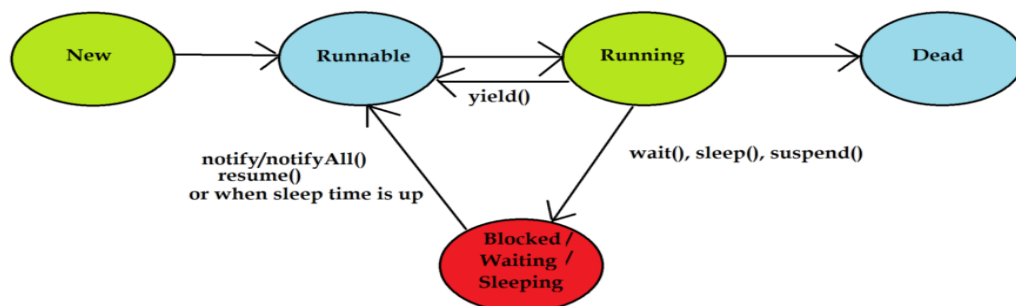 New
Runnable
Running
Dead
yield()
wait(), sleep(), suspend()
notify/notifyAll()
resume()
or when sleep time is up
Blocked /
Waiting /
Sleeping